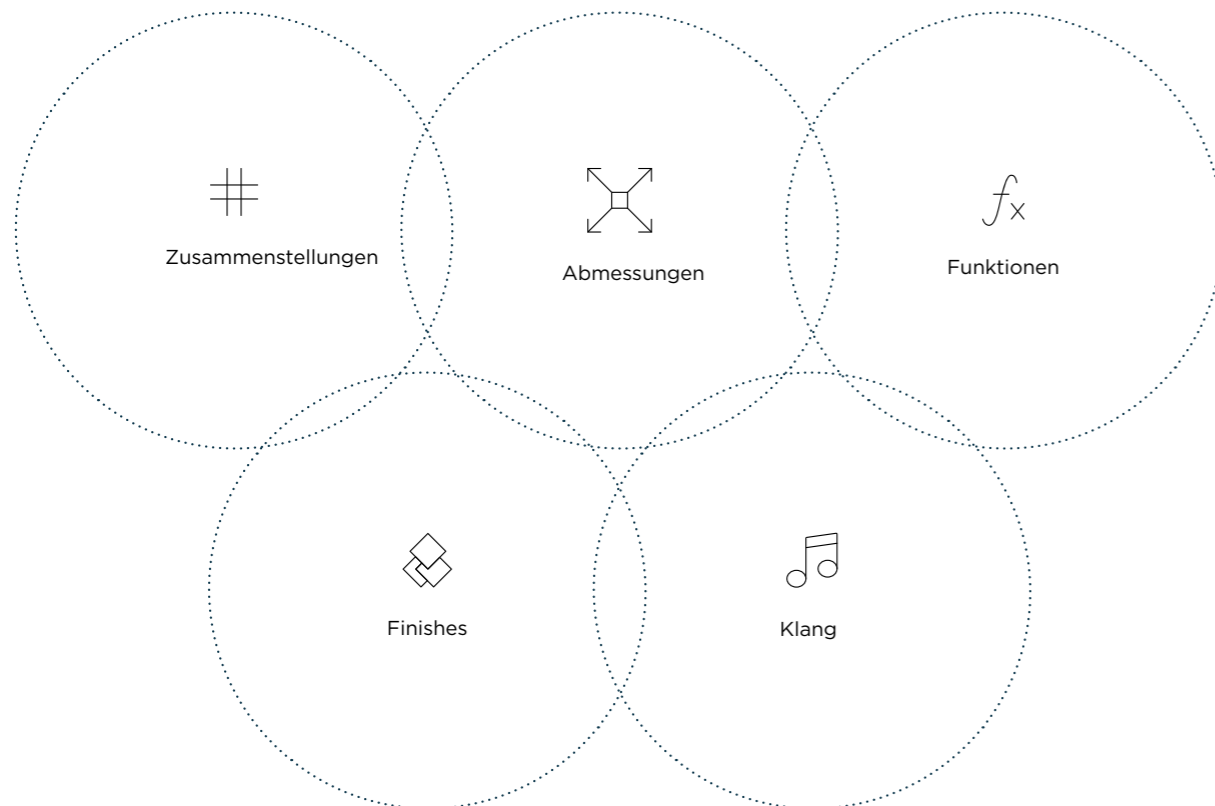 Zusammenstellungen
Abmessungen
Funktionen
Finishes
Klang